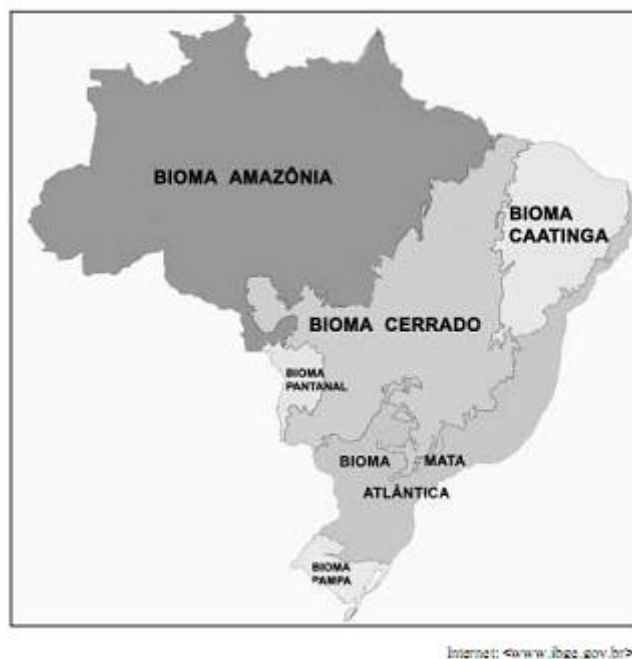 BIOMA AMAZÔNIA
BIOMA
CAATINGA
BIOMA CERRADO
BIOMA
PANTANAL
BIOMA MATA
ATLÂNTICA
BIOMA
PAMPA
Internet: <www.ibge.gov.br>